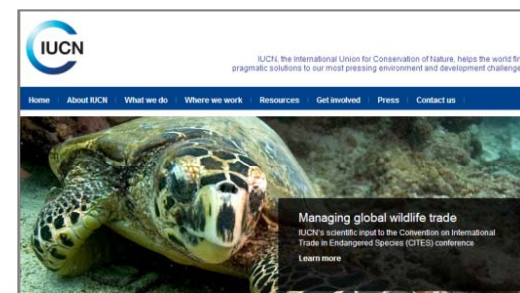 IUCN
IUCN, the International Union for Conservation of Nature, helps the world
pragmatic solutions to our most pressing environment and development
Home About IUCN What we do Where we work Resources Get involved Press Contact us
Managing global wildlife trade
IUCN's scientific input to the Convention on International
Trade in Endangered Species (CITES) conference
Learn more